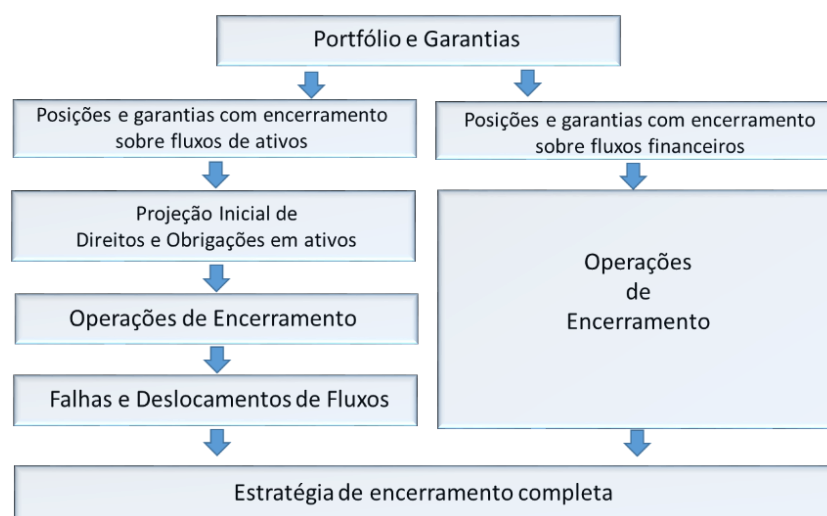 Portfólio e Garantias
Posições e garantias com encerramento
sobre fluxos de ativos
Posições e garantias com encerramento
sobre fluxos financeiros
Projeção Inicial de
Direitos e Obrigações em ativos
Operações de Encerramento
Falhas e Deslocamentos de Fluxos
Operações
de
Encerramento
Estratégia de encerramento completa